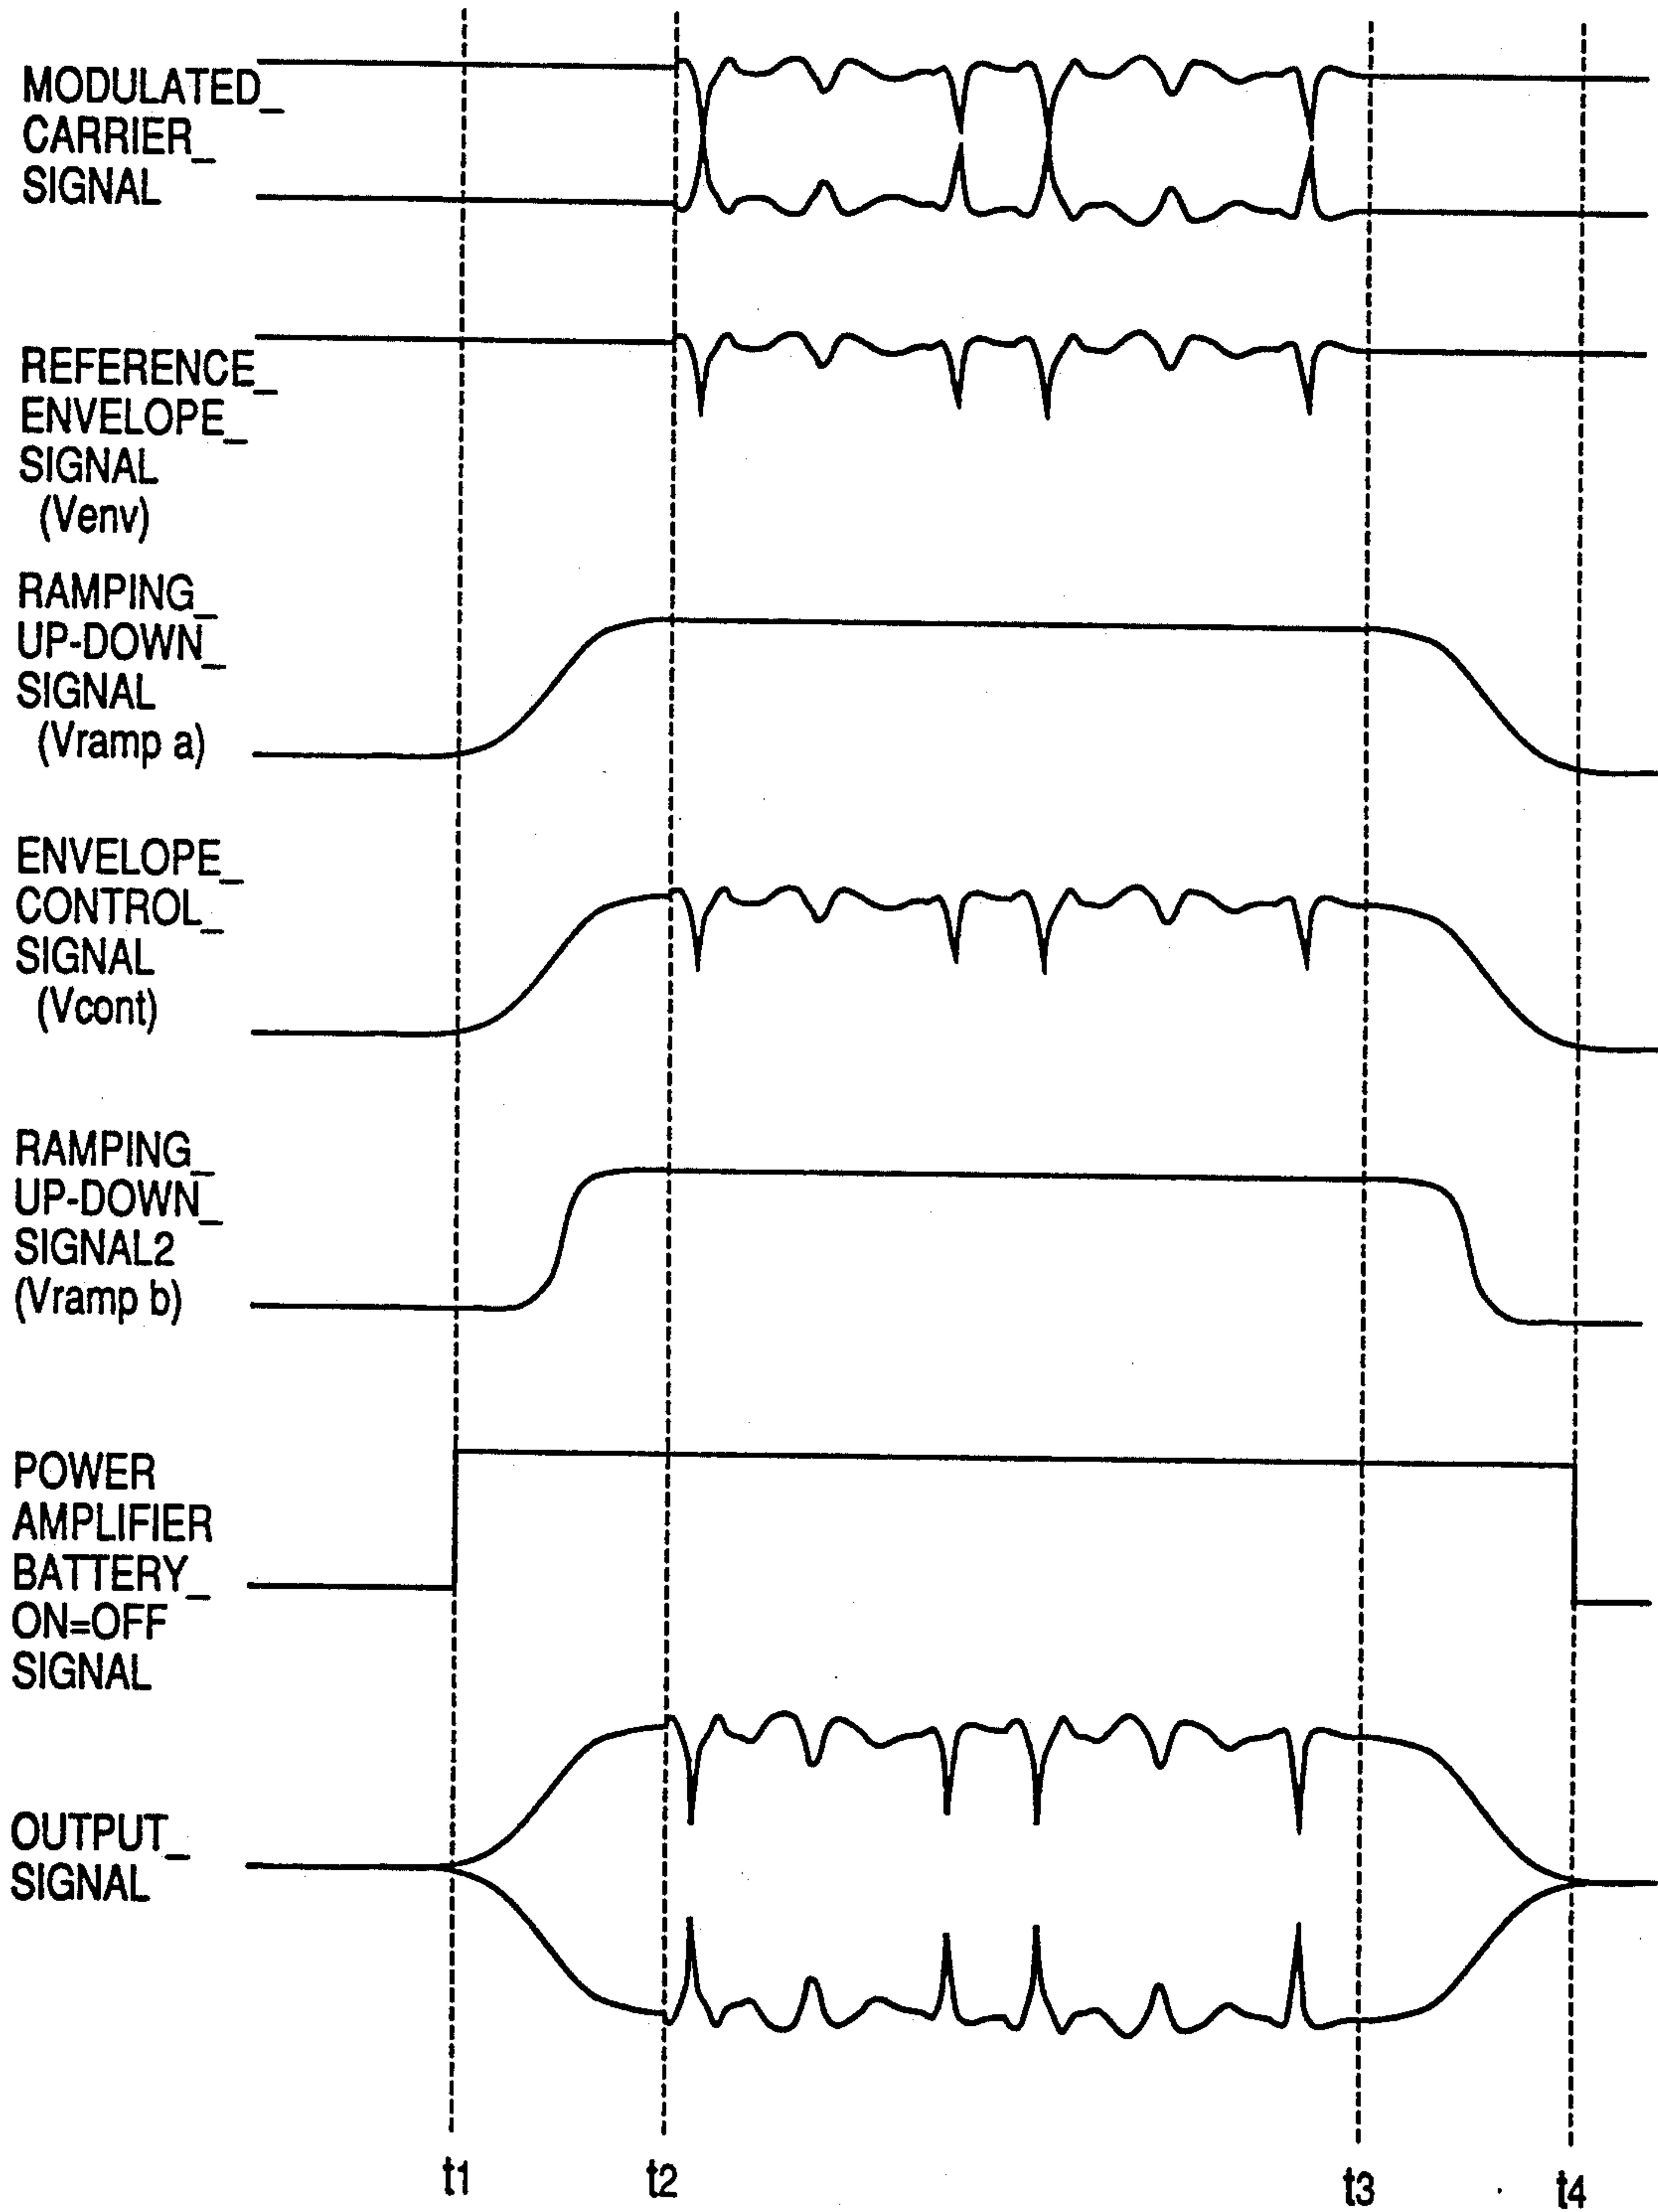 MODULATED_
CARRIER_
SIGNAL
REFERENCE_
ENVELOPE_
SIGNAL
(Venv)
RAMPING_
UP-DOWN_
SIGNAL
(Vramp a)
ENVELOPE_
CONTROL_
SIGNAL
(Vcont)
RAMPING_
UP-DOWN_
SIGNAL2
(Vramp b)
POWER
AMPLIFIER
BATTERY_
ON=OFF
SIGNAL
OUTPUT_
SIGNAL
t1 t2 t3 t4